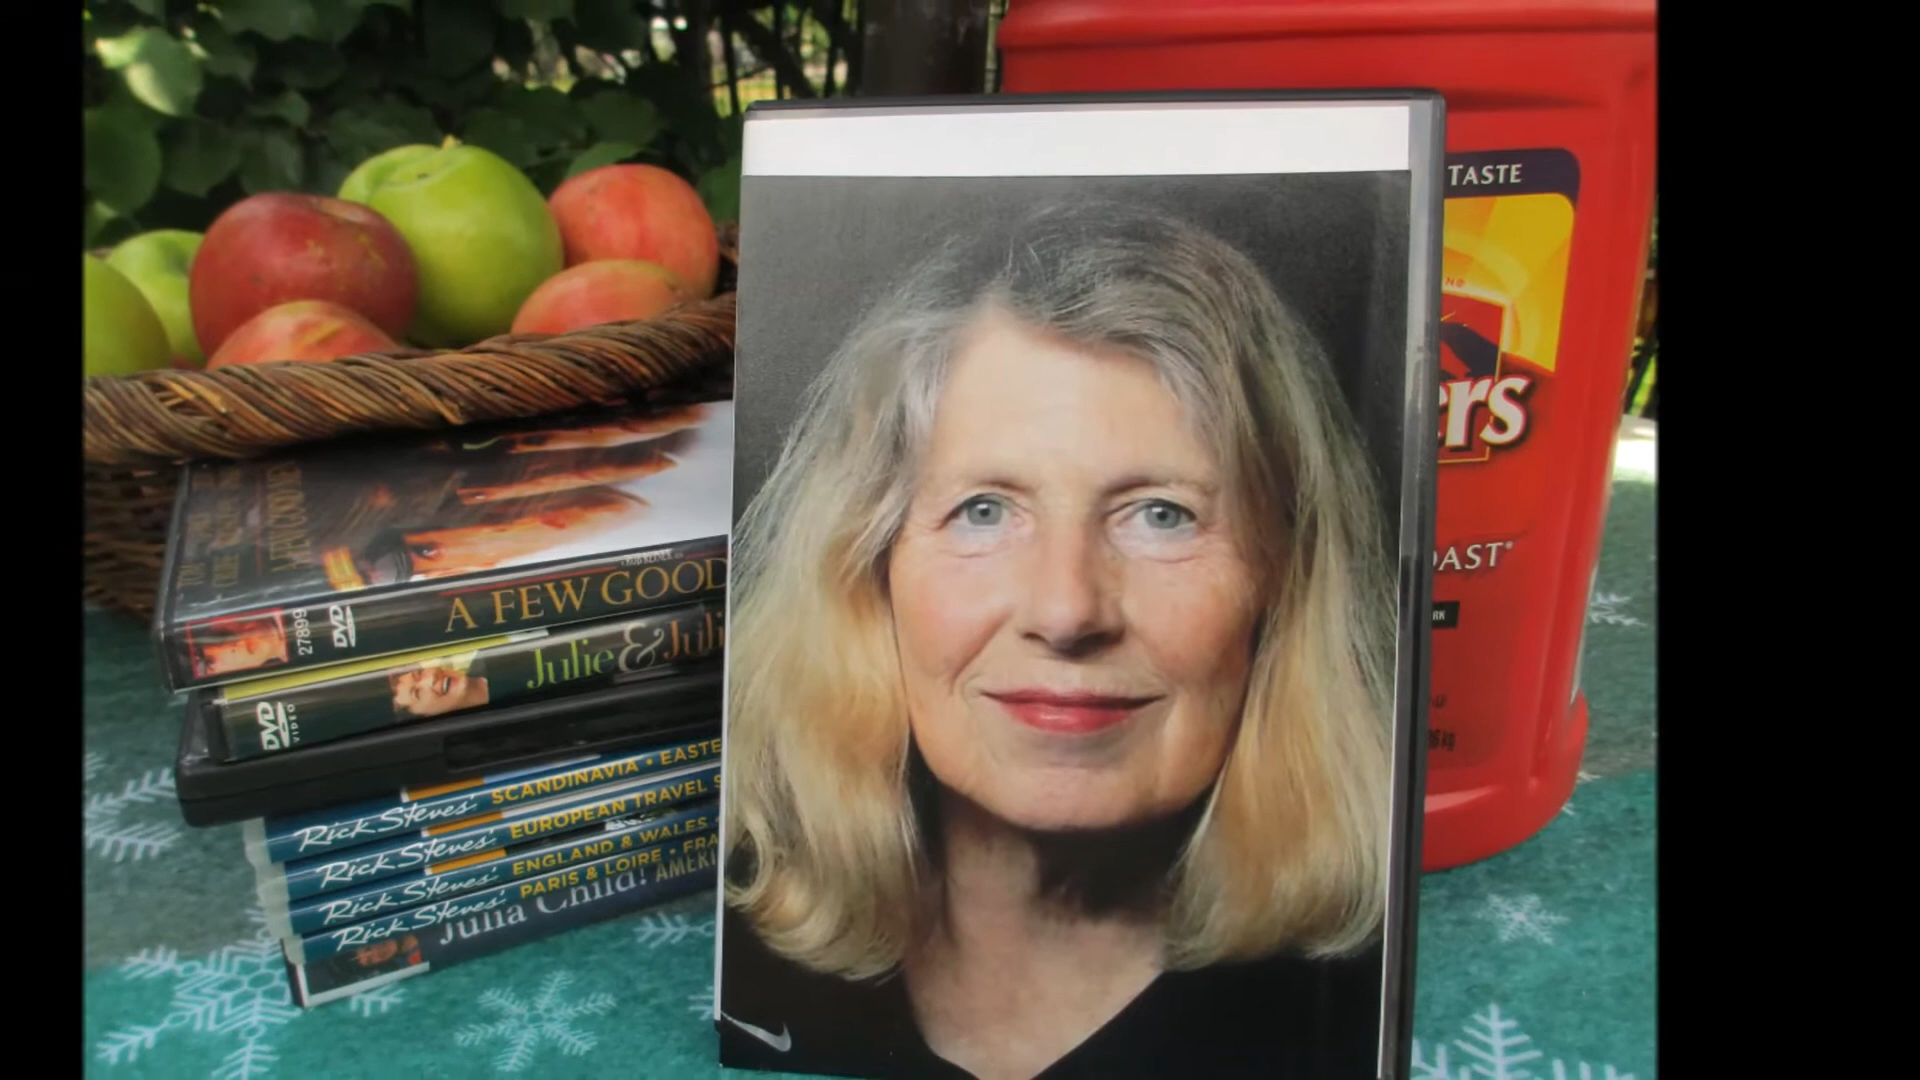 TASTE
ers
OAST
A FEW GOOD
27899
DVD
Julie & Juli
DVD
VIDEO
Rick Steves' SCANDINAVIA • EASTE
Rick Steves' EUROPEAN TRAVEL S
Rick Steves' ENGLAND & WALES
Rick Steves' PARIS & LOIRE • FRA
Julia Child! AMERI